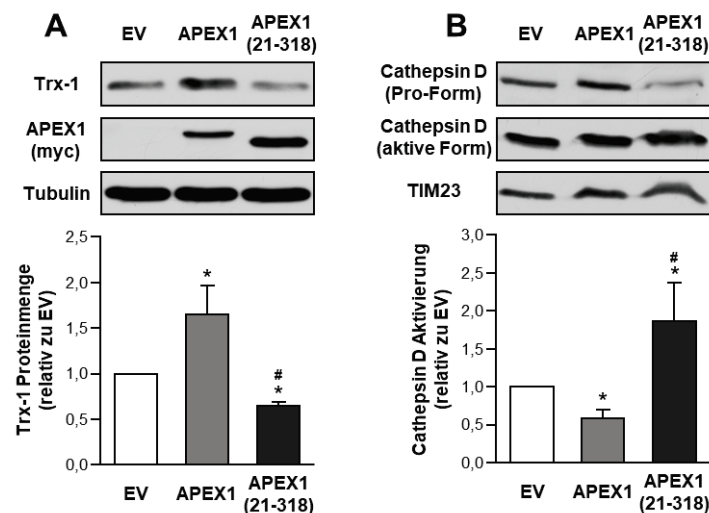 A
EV APEX1 APEX1
(21-318)
Trx-1
APEX1
(myc)
Tubulin
2,5
2,0
1,5
1,0
0,5
0,0
Trx-1 Proteinmenge
(relativ zu EV)
*
#
*
EV APEX1 APEX1
(21-318)
B
EV APEX1 APEX1
(21-318)
Cathepsin D
(Pro-Form)
Cathepsin D
(aktive Form)
TIM23
3,0
2,5
2,0
1,5
1,0
0,5
0,0
Cathepsin D Aktivierung
(relativ zu EV)
*
#
*
EV APEX1 APEX1
(21-318)